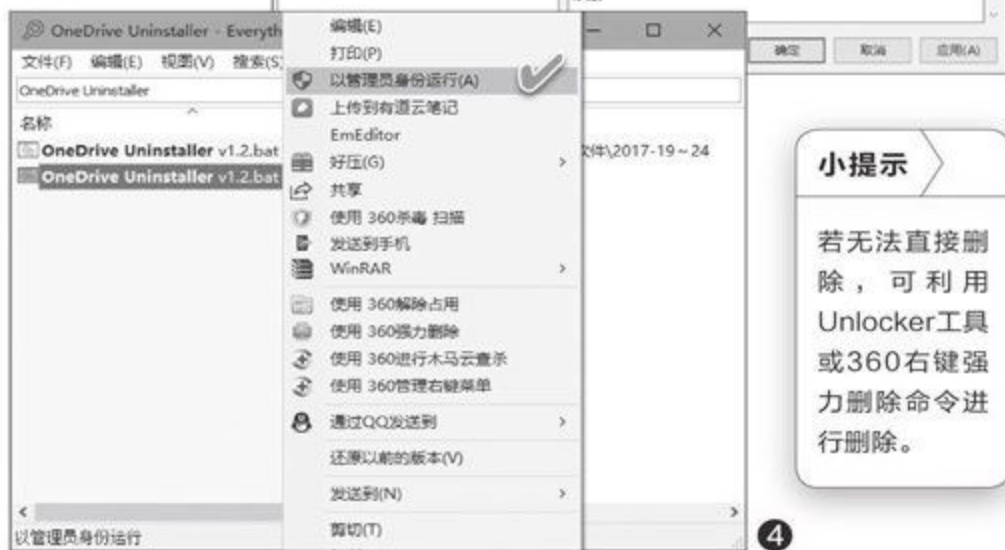 OneDrive Uninstaller - Everyth
文件(F) 编辑(E) 视图(V) 搜索(S)
OneDrive Uninstaller
名称
OneDrive Uninstaller v1.2.bat
OneDrive Uninstaller v1.2.bat
软件\2017-19~24
以管理员身份运行
编辑(E)
打印(P)
以管理员身份运行(A)
上传到有道云笔记
EmEditor
好压(G)
共享
使用 360杀毒 扫描
发送到手机
WinRAR
使用 360解除占用
使用 360强力删除
使用 360进行木马云查杀
使用 360管理右键菜单
通过QQ发送到
还原以前的版本(V)
发送到(N)
剪切(T)
确定 取消 应用(A)
小提示
若无法直接删
除，可利用
Unlocker工具
或360右键强
力删除命令进
行删除。
4